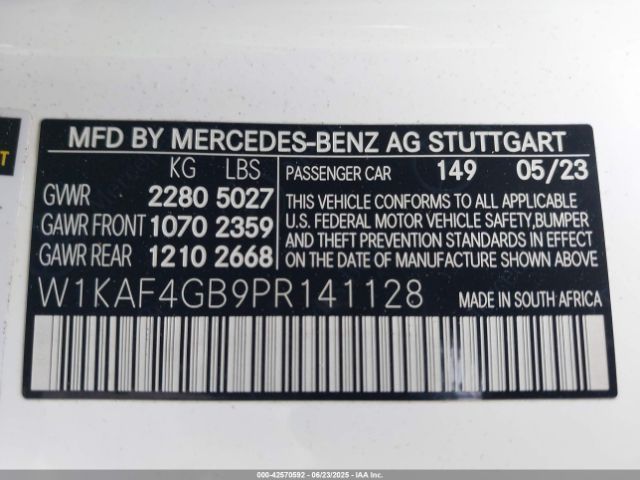 MFD BY MERCEDES-BENZ AG STUTTGART
KG LBS
GVWR 2280 5027
GAWR FRONT 1070 2359
GAWR REAR 1210 2668
PASSENGER CAR 149 05/23
THIS VEHICLE CONFORMS TO ALL APPLICABLE
U.S. FEDERAL MOTOR VEHICLE SAFETY,BUMPER
AND THEFT PREVENTION STANDARDS IN EFFECT
ON THE DATE OF MANUFACTURE SHOWN ABOVE
W1KAF4GB9PR141128
MADE IN SOUTH AFRICA
000-42570592 - 06/23/2025 - IAAI.COM